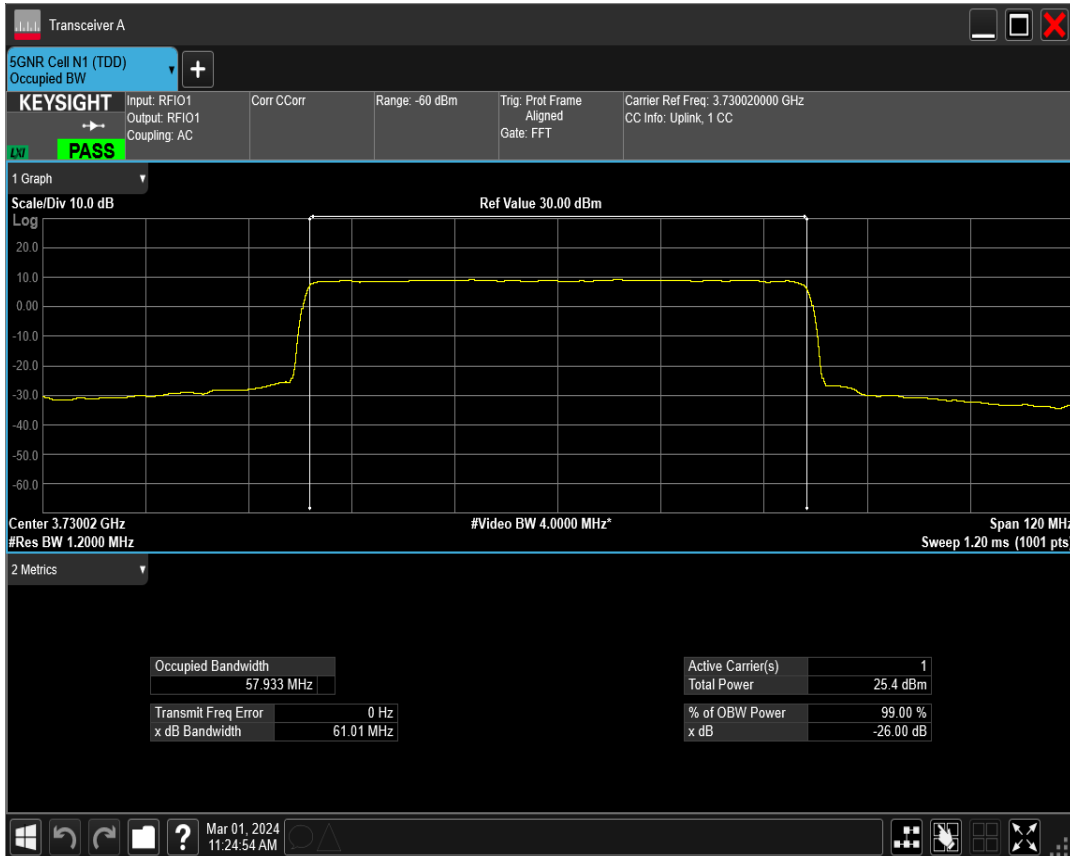 Transceiver A
5GNR Cell N1 (TDD)
Occupied BW
+
KEYSIGHT
LXI
PASS
Input: RFIO1
Output: RFIO1
Coupling: AC
Corr CCorr
Range: -60 dBm
Trig: Prot Frame
Aligned
Gate: FFT
Carrier Ref Freq: 3.730020000 GHz
CC Info: Uplink, 1 CC
1 Graph
Scale/Div 10.0 dB
Ref Value 30.00 dBm
Log
20.0
10.0
0.00
-10.0
-20.0
-30.0
-40.0
-50.0
-60.0
Center 3.73002 GHz
#Video BW 4.0000 MHz*
Span 120 MHz
#Res BW 1.2000 MHz
Sweep 1.20 ms (1001 pts)
2 Metrics
Occupied Bandwidth
57.933 MHz
Transmit Freq Error 0 Hz
x dB Bandwidth 61.01 MHz
Active Carrier(s) 1
Total Power 25.4 dBm
% of OBW Power 99.00 %
x dB -26.00 dB
?
Mar 01, 2024
11:24:54 AM